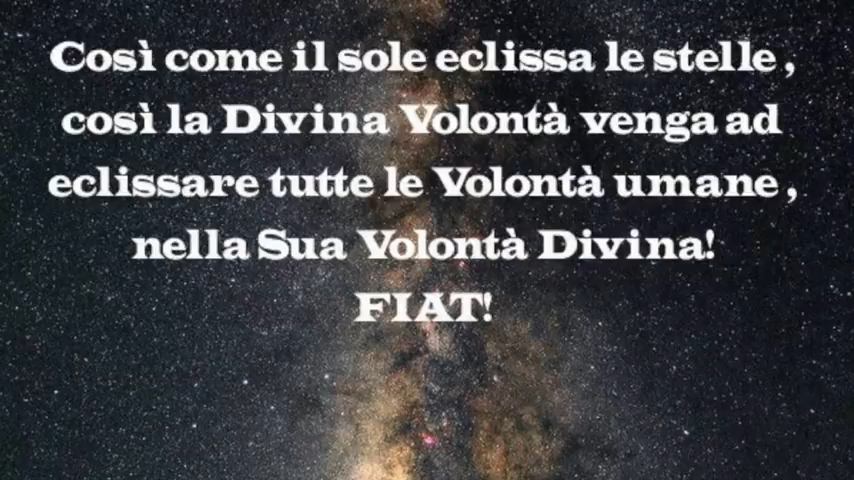 Così come il sole eclissa le stelle ,
così la Divina Volontà venga ad
eclissare tutte le Volontà umane ,
nella Sua Volontà Divina!
FIAT!